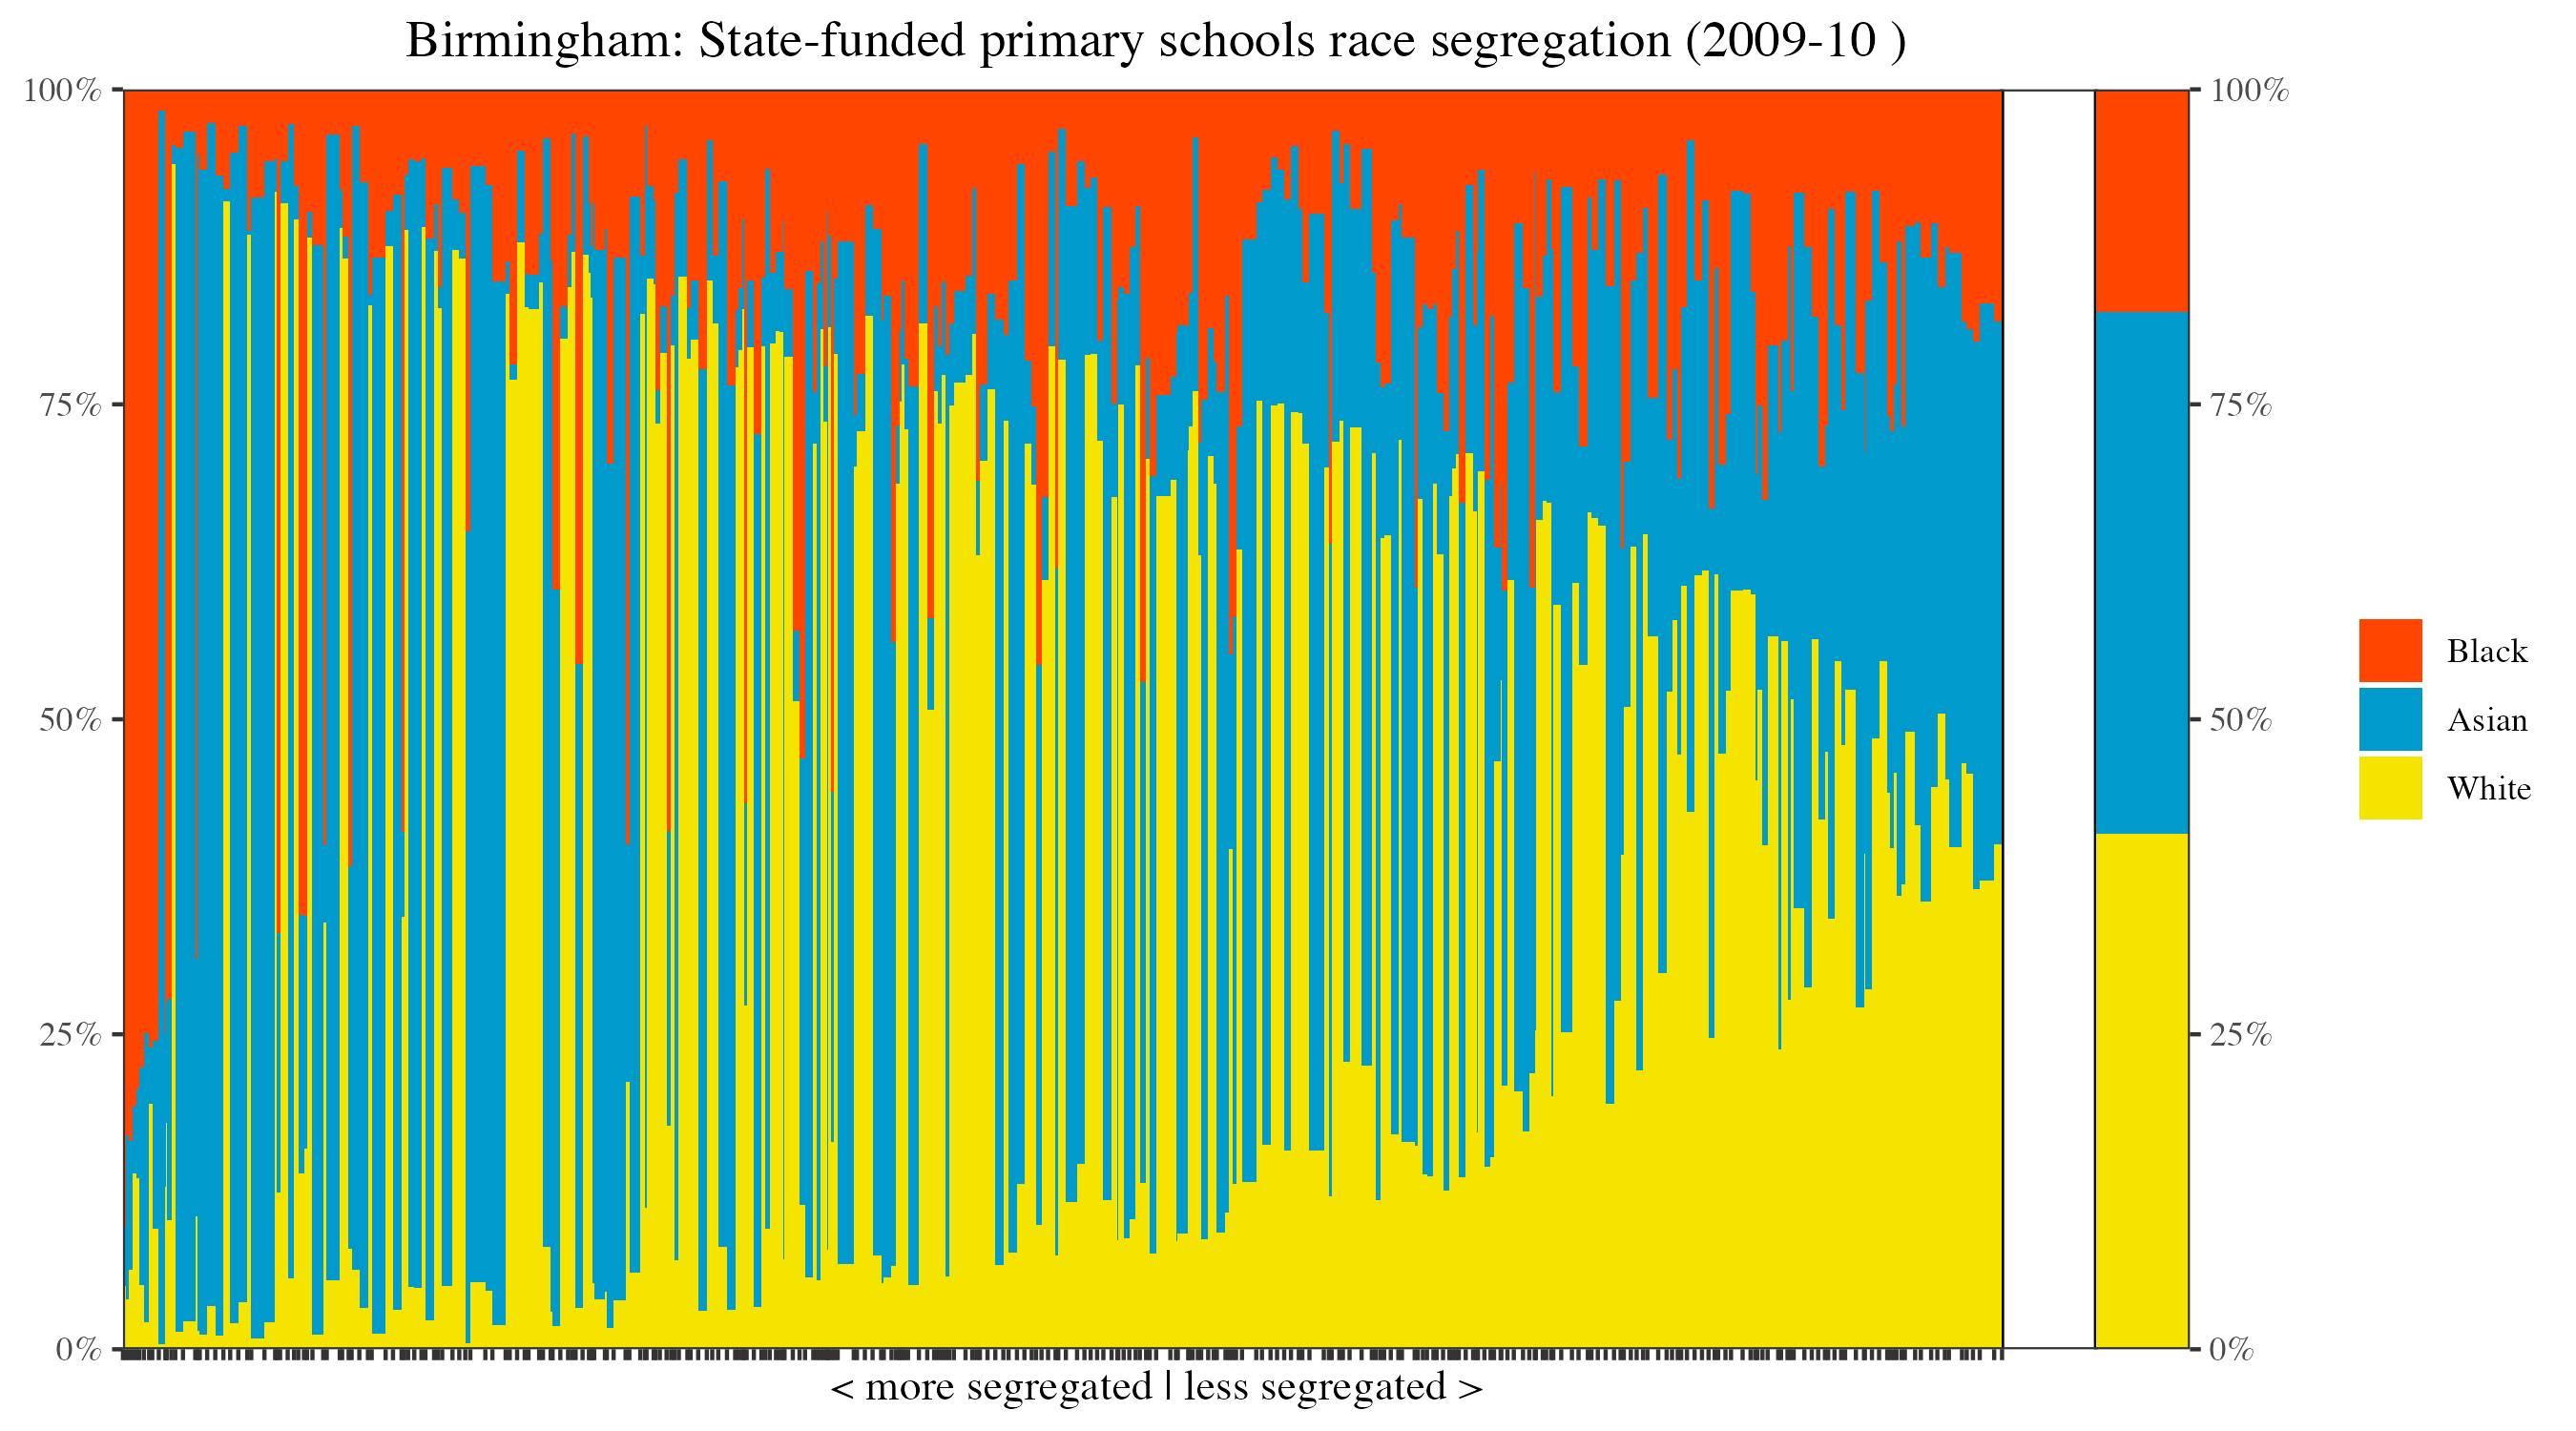 Birmingham: State-funded primary schools race segregation (2009-10 )
100%
75%
50%
25%
0%
100%
75%
50%
25%
0%
Black
Asian
White
< more segregated | less segregated >